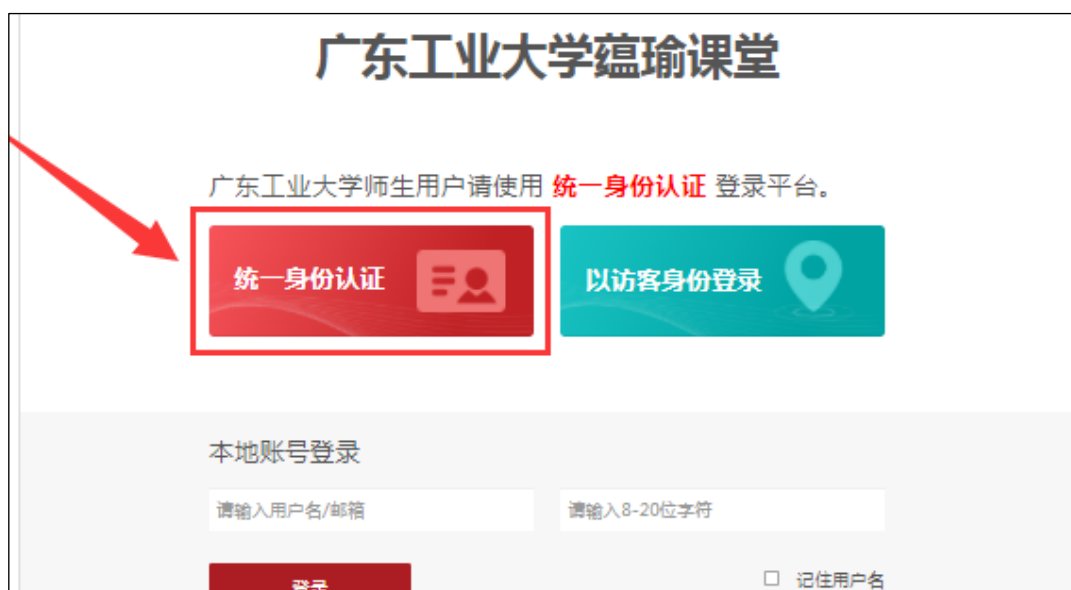 广东工业大学蕴瑜课堂
广东工业大学师生用户请使用 统一身份认证 登录平台。
统一身份认证
以访客身份登录
本地账号登录
请输入用户名/邮箱
请输入8-20位字符
登录
记住用户名